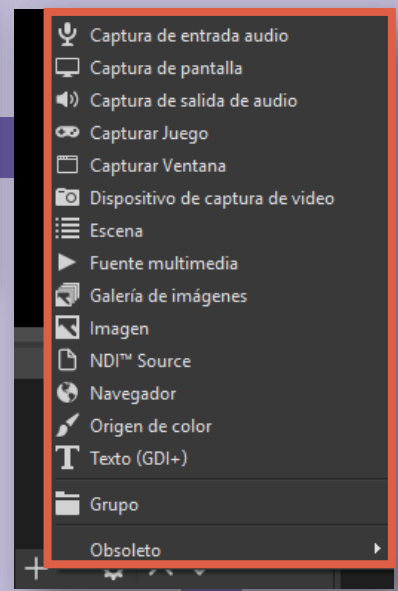 Captura de entrada audio
Captura de pantalla
Captura de salida de audio
Capturar Juego
Capturar Ventana
Dispositivo de captura de video
Escena
Fuente multimedia
Galería de imágenes
Imagen
NDI™ Source
Navegador
Origen de color
Texto (GDI+)
Grupo
Obsoleto